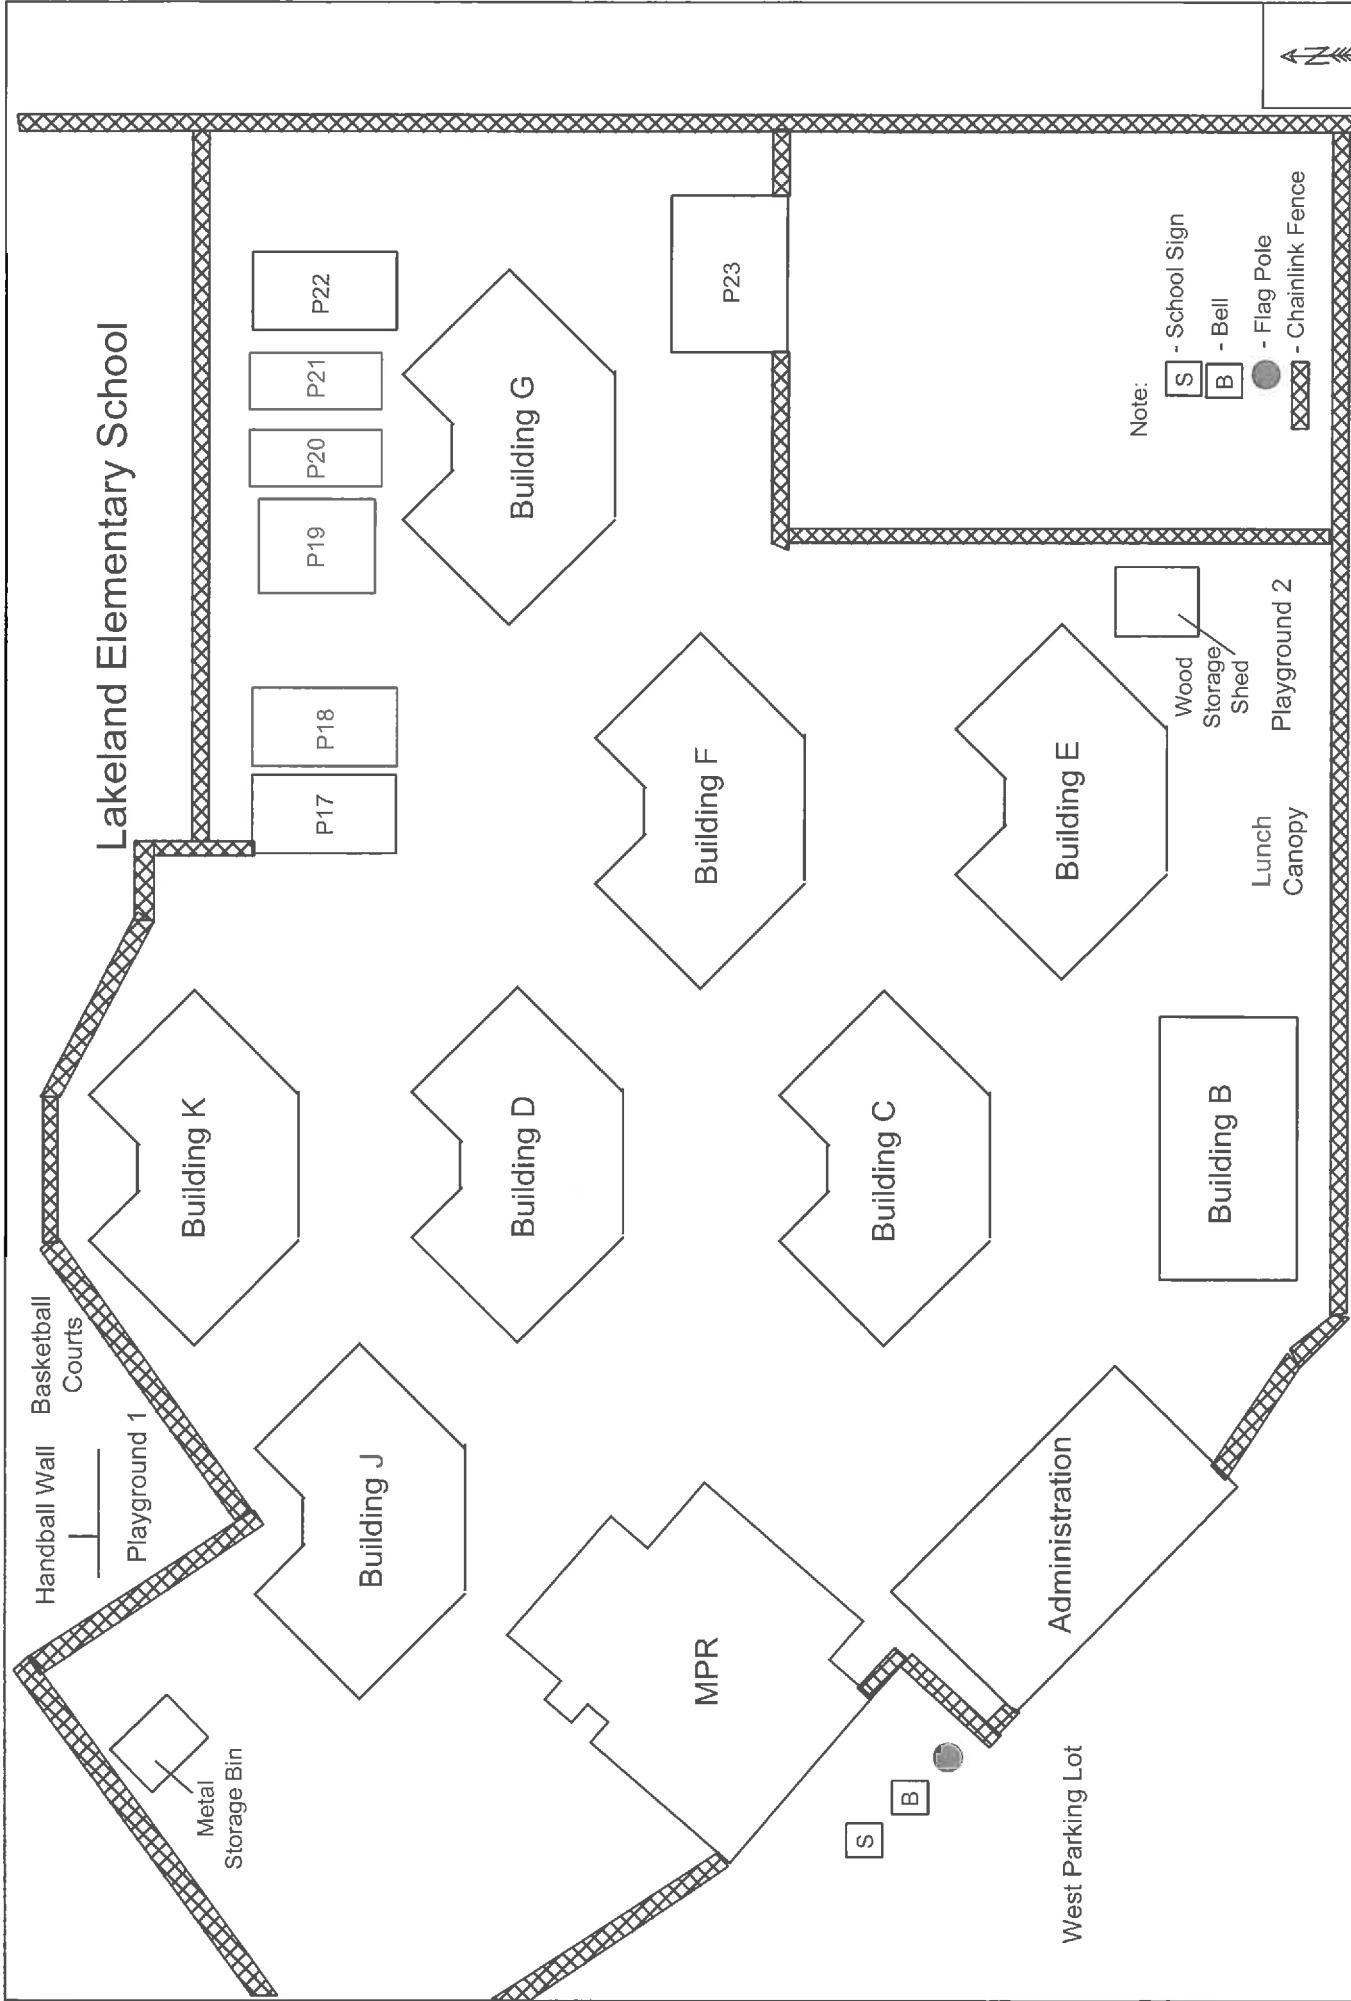 Lakeland Elementary School
Handball Wall
Basketball
Courts
Playground 1
Metal
Storage Bin
Building K
Building J
P17
P18
P19
P20
P21
P22
Building D
Building G
MPR
Building F
P23
S
B
Building C
West Parking Lot
Administration
Building E
Building B
Wood
Storage
Shed
Lunch
Canopy
Playground 2
Note:
S - School Sign
B - Bell
- Flag Pole
- Chainlink Fence
N